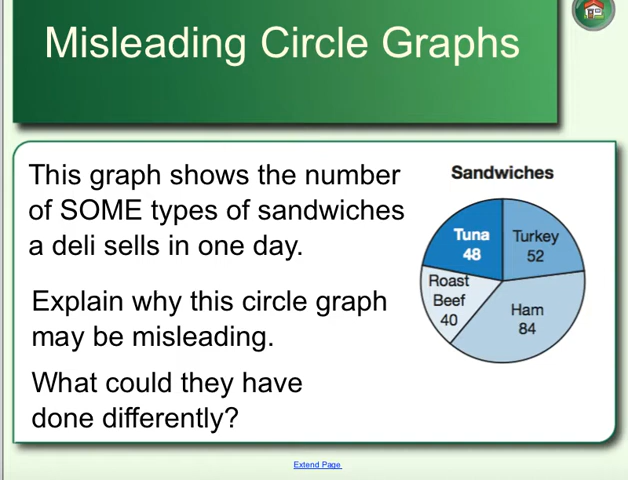 Misleading Circle Graphs
This graph shows the number
of SOME types of sandwiches
a deli sells in one day.
Explain why this circle graph
may be misleading.
What could they have
done differently?
Sandwiches
Tuna
48
Turkey
52
Roast
Beef
40
Ham
84
Extend Page